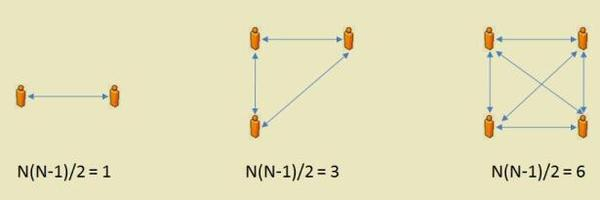 N(N-1)/2 = 1
N(N-1)/2 = 3
N(N-1)/2 = 6